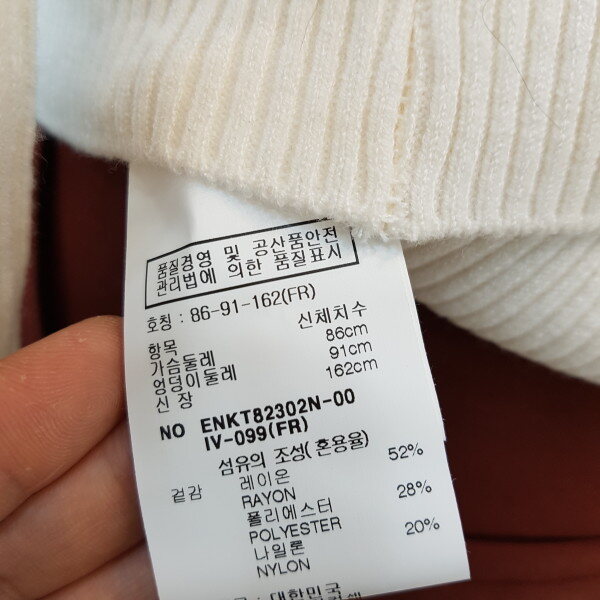 품질경영 및 공산품안전
관리법에 의한 품질표시
호칭 : 86-91-162(FR)
항목 신체치수
가슴둘레 86cm
엉덩이둘레 91cm
신 장 162cm
NO ENKT82302N-00
IV-099(FR)
섬유의 조성(혼용율)
겉감 레이온 52%
RAYON
폴리에스터 28%
POLYESTER
나일론 20%
NYLON
: 대한민국